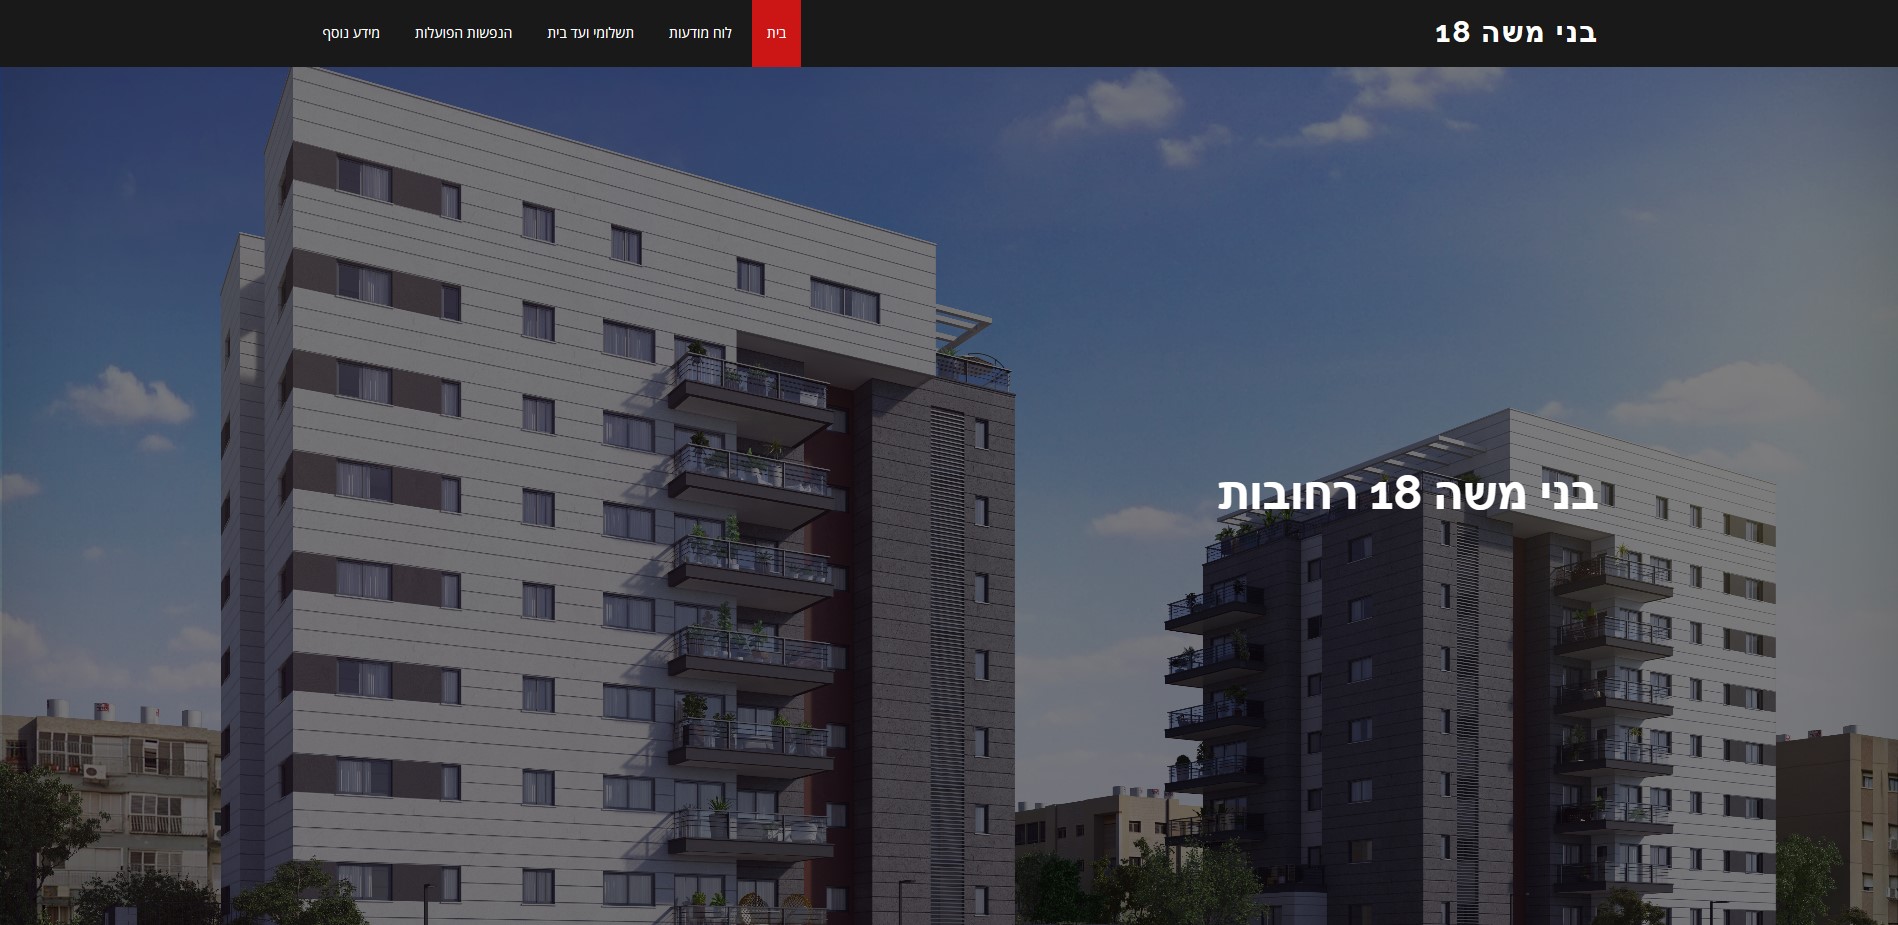 בני משה 18
בית
לוח מודעות
תשלומי ועד בית
הנפשות הפועלות
מידע נוסף
בני משה 18 רחובות